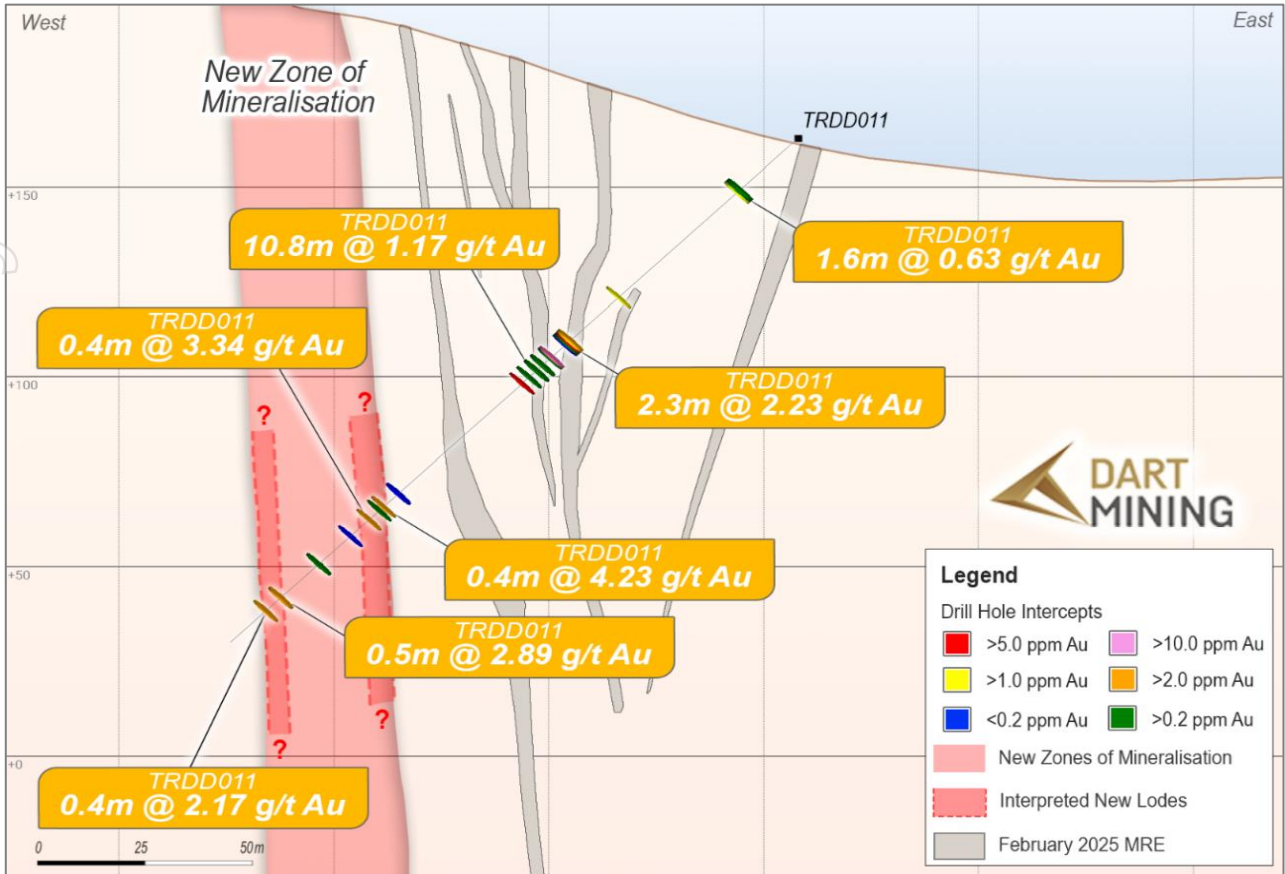 West
East
New Zone of
Mineralisation
TRDD011
+150
TRDD011
10.8m @ 1.17 g/t Au
TRDD011
1.6m @ 0.63 g/t Au
TRDD011
0.4m @ 3.34 g/t Au
+100
TRDD011
2.3m @ 2.23 g/t Au
?
?
DART
MINING
TRDD011
0.4m @ 4.23 g/t Au
+50
TRDD011
0.5m @ 2.89 g/t Au
?
?
+0
TRDD011
0.4m @ 2.17 g/t Au
0 25 50m
Legend
Drill Hole Intercepts
>5.0 ppm Au
>10.0 ppm Au
>1.0 ppm Au
>2.0 ppm Au
<0.2 ppm Au
>0.2 ppm Au
New Zones of Mineralisation
Interpreted New Lodes
February 2025 MRE